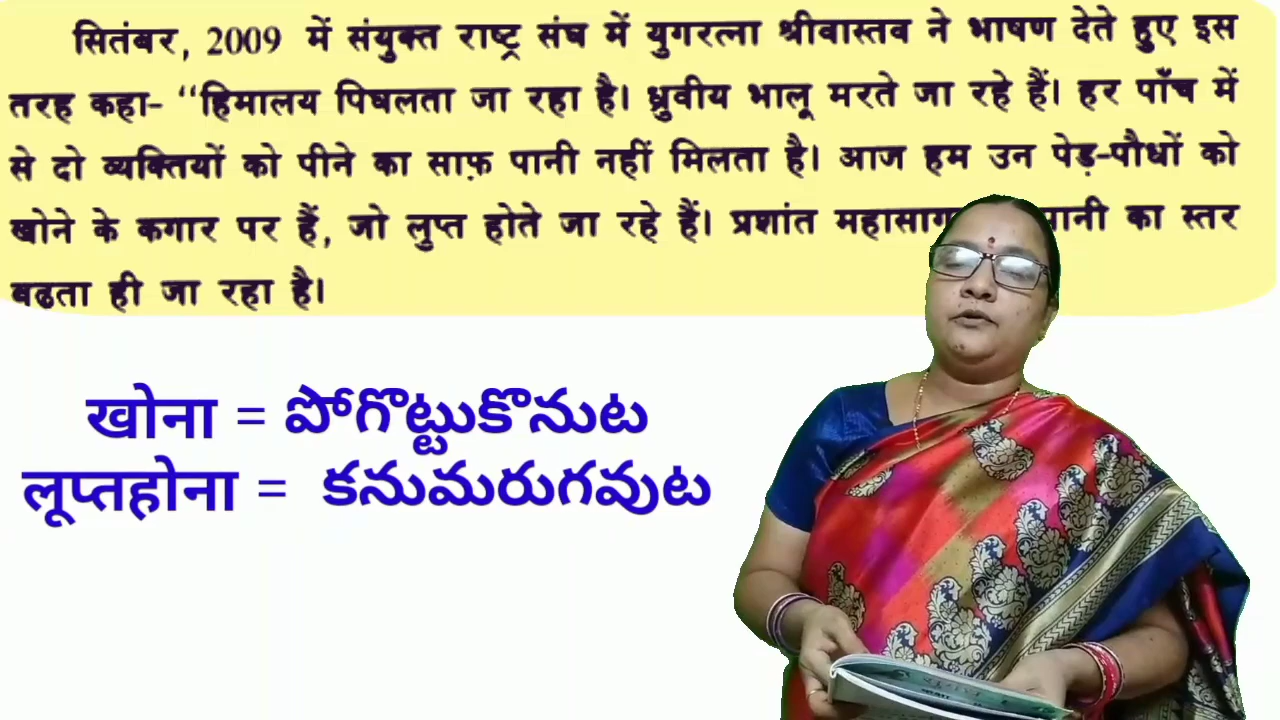 सितंबर, 2009 में संयुक्त राष्ट्र संघ में युगरत्ना श्रीवास्तव ने भाषण देते हुए इस
तरह कहा- ‘‘हिमालय पिघलता जा रहा है। ध्रुवीय भालू मरते जा रहे हैं। हर पाँच में
से दो व्यक्तियों को पीने का साफ़ पानी नहीं मिलता है। आज हम उन पेड़-पौधों को
खोने के कगार पर हैं, जो लुप्त होते जा रहे हैं। प्रशांत महासाग पानी का स्तर
बढता ही जा रहा है।
खोना = పోగొట్టుకొనుట
लूप्तहोना = కనుమరుగవుట